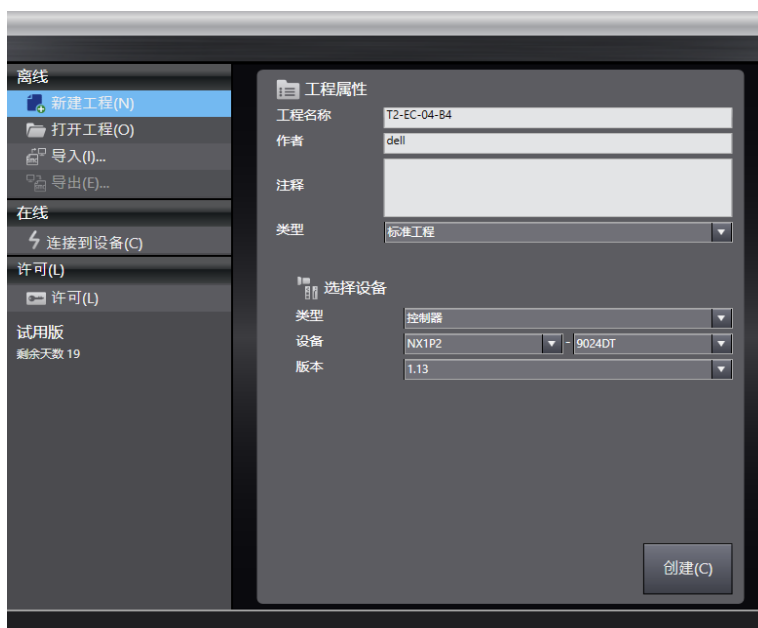 离线
新建工程(N)
打开工程(O)
导入(I)...
导出(E)...
在线
连接到设备(C)
许可(L)
许可(L)
试用版
剩余天数 19
工程属性
工程名称 T2-EC-04-B4
作者 dell
注释
类型 标准工程
选择设备
类型 控制器
设备 NX1P2 - 9024DT
版本 1.13
创建(C)